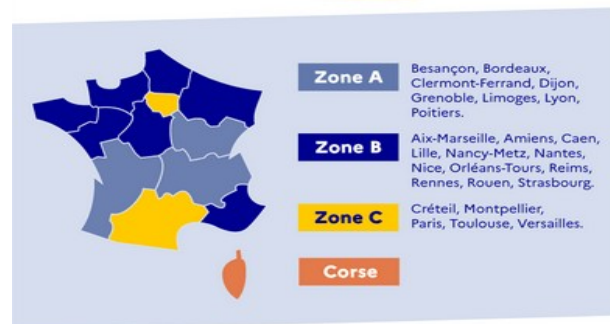 Zone A
Besançon, Bordeaux,
Clermont-Ferrand, Dijon,
Grenoble, Limoges, Lyon,
Poitiers.
Zone B
Aix-Marseille, Amiens, Caen,
Lille, Nancy-Metz, Nantes,
Nice, Orléans-Tours, Reims,
Rennes, Rouen, Strasbourg.
Zone C
Créteil, Montpellier,
Paris, Toulouse, Versailles.
Corse